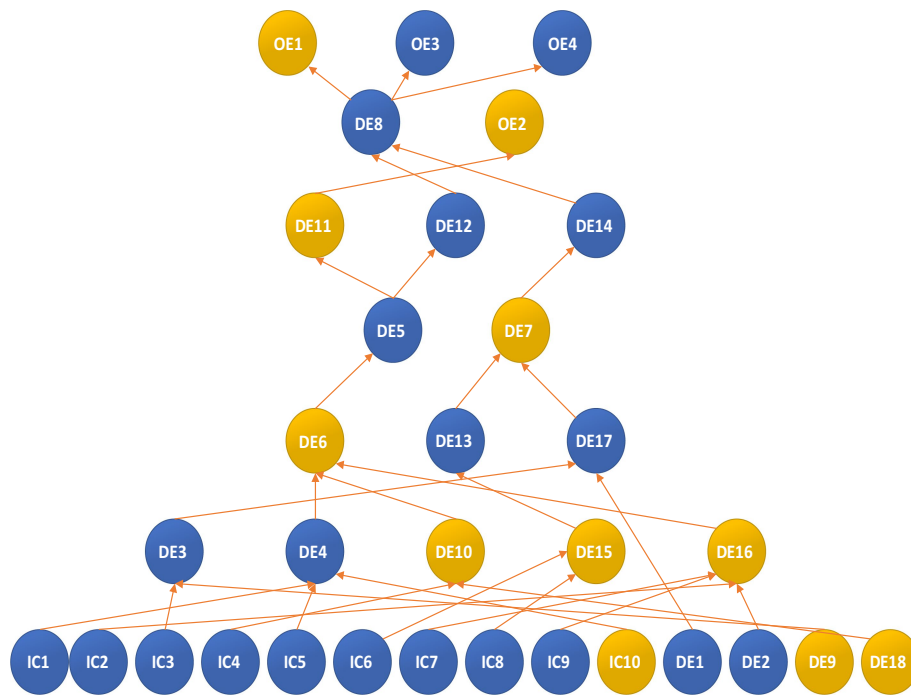 OE1 OE3 OE4
DE8 OE2
DE11 DE12 DE14
DE5 DE7
DE6 DE13 DE17
DE3 DE4 DE10 DE15 DE16
IC1 IC2 IC3 IC4 IC5 IC6 IC7 IC8 IC9 IC10 DE1 DE2 DE9 DE18